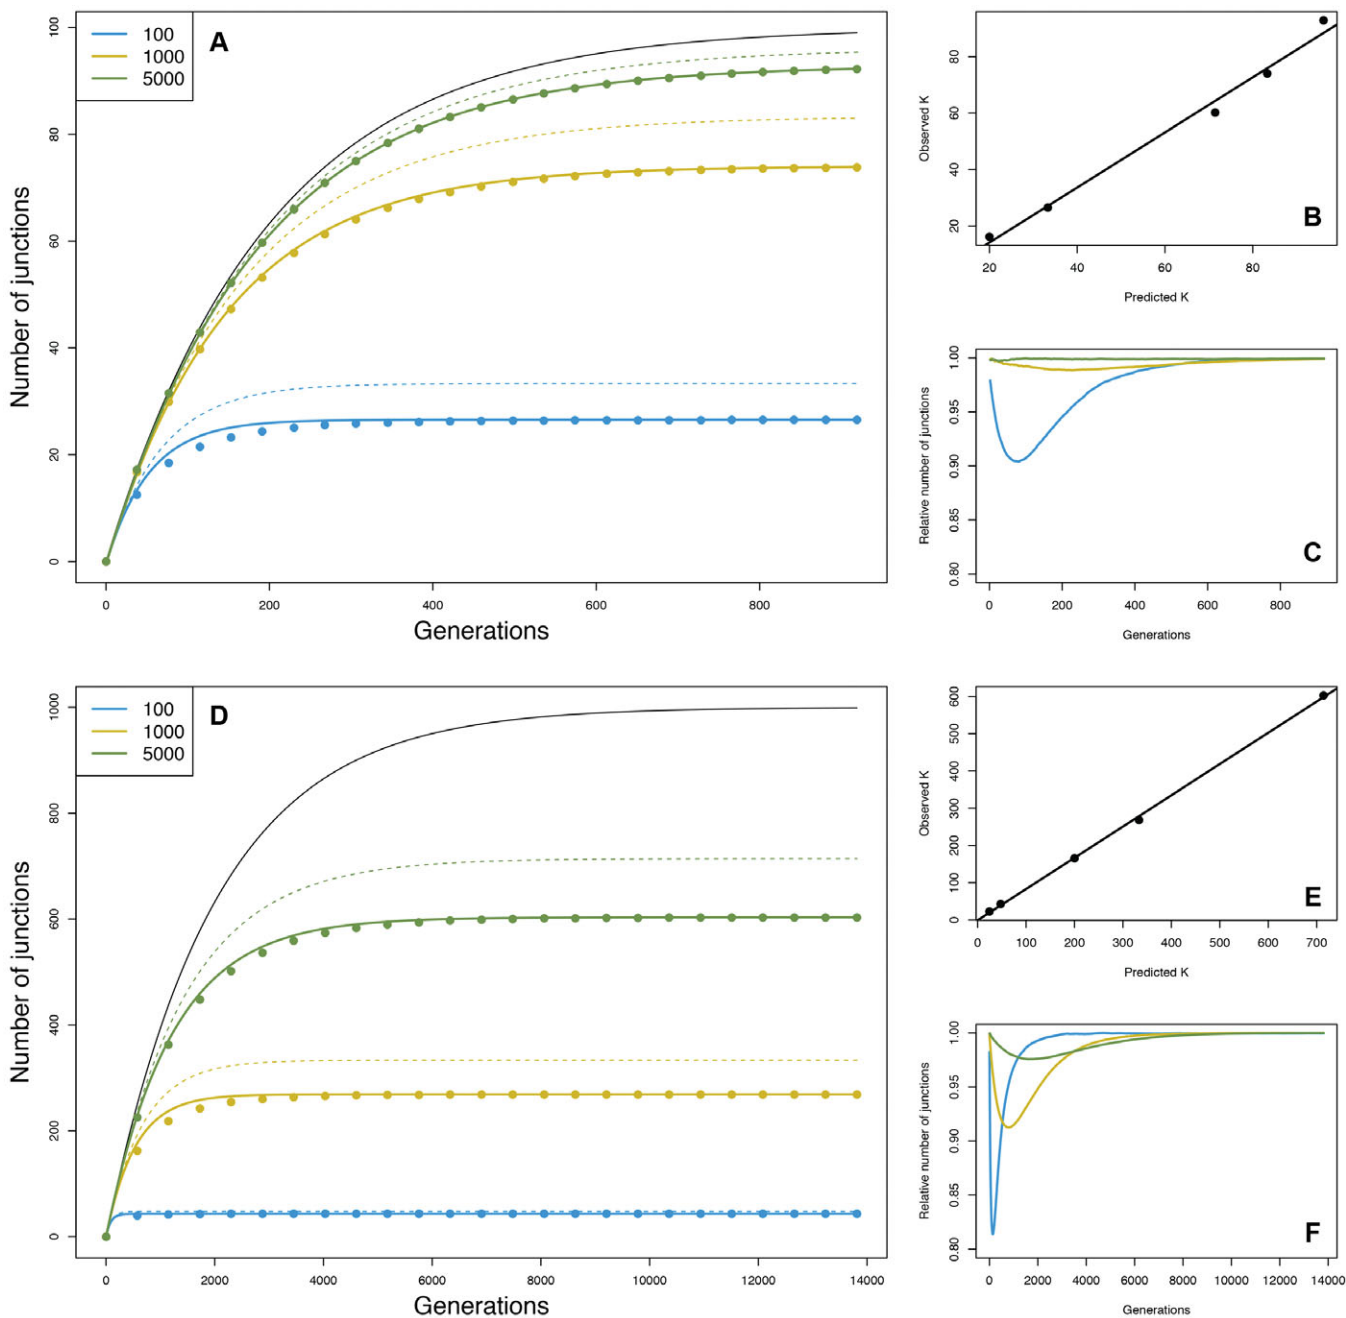 100
1000
5000
A
Number of junctions
0
20
40
60
80
100
0 200 400 600 800
Generations
Observed K
20
40
60
80
B
20 40 60 80
Predicted K
Relative number of junctions
0.80
0.85
0.90
0.95
1.00
C
0 200 400 600 800
Generations
100
1000
5000
D
Number of junctions
0
200
400
600
800
1000
0 2000 4000 6000 8000 10000 12000 14000
Generations
Observed K
0
100
200
300
400
500
600
E
0 100 200 300 400 500 600 700
Predicted K
Relative number of junctions
0.80
0.85
0.90
0.95
1.00
F
0 2000 4000 6000 8000 10000 12000 14000
Generations